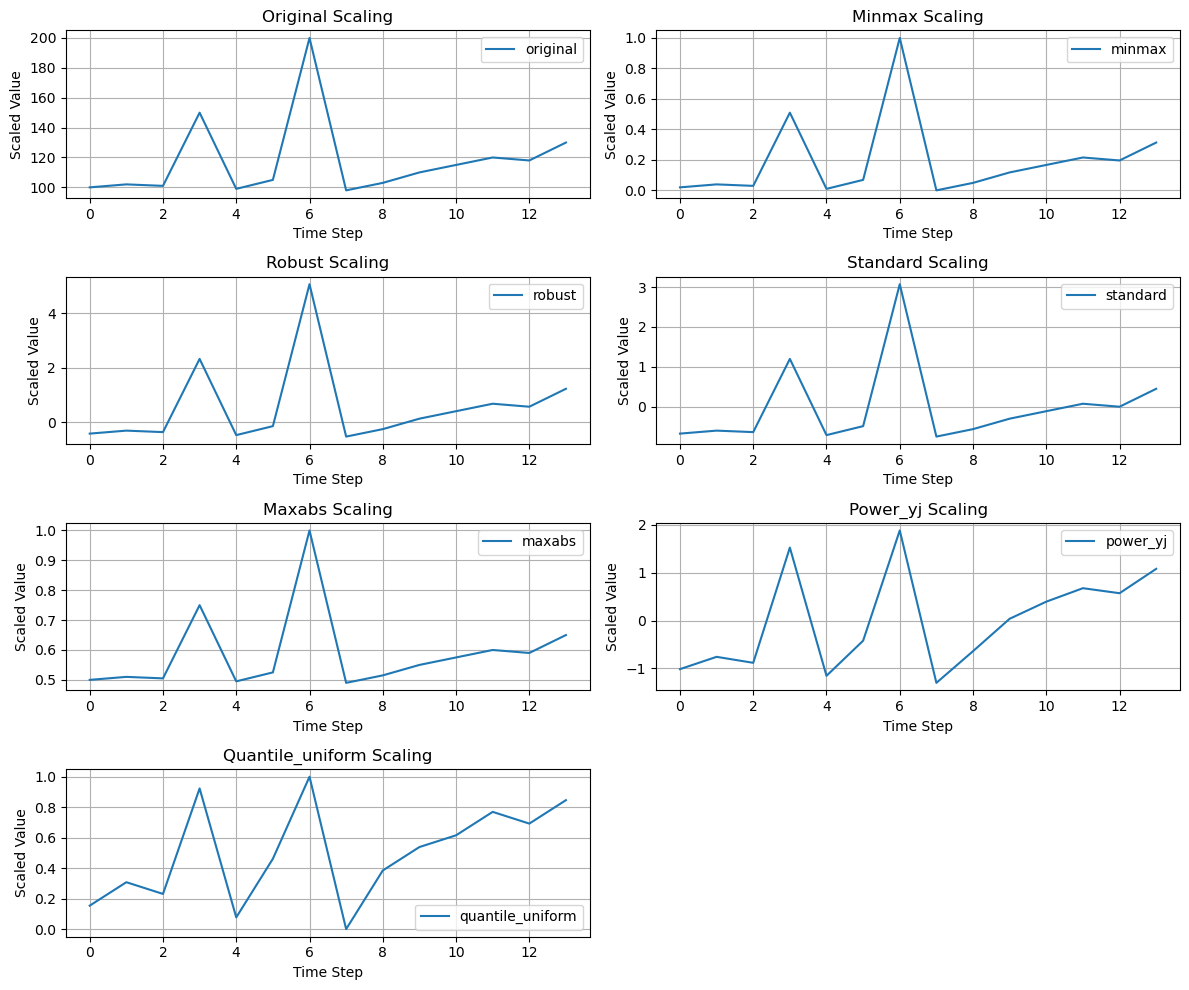 Original Scaling
200
180
160
140
120
100
Scaled Value
original
0 2 4 6 8 10 12
Time Step
Minmax Scaling
1.0
0.8
0.6
0.4
0.2
0.0
Scaled Value
minmax
0 2 4 6 8 10 12
Time Step
Robust Scaling
4
2
0
Scaled Value
robust
0 2 4 6 8 10 12
Time Step
Standard Scaling
3
2
1
0
Scaled Value
standard
0 2 4 6 8 10 12
Time Step
Maxabs Scaling
1.0
0.9
0.8
0.7
0.6
0.5
Scaled Value
maxabs
0 2 4 6 8 10 12
Time Step
Power_yj Scaling
2
1
0
−1
Scaled Value
power_yj
0 2 4 6 8 10 12
Time Step
Quantile_uniform Scaling
1.0
0.8
0.6
0.4
0.2
0.0
Scaled Value
quantile_uniform
0 2 4 6 8 10 12
Time Step